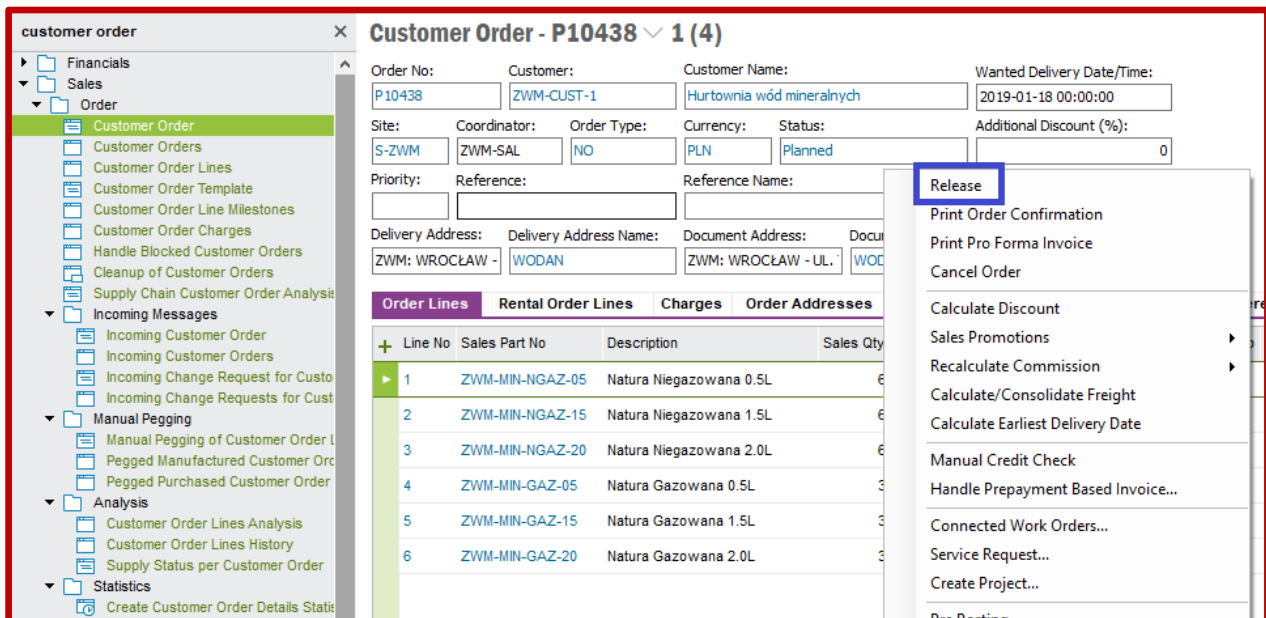 customer order ×
Financials
Sales
Order
Customer Order
Customer Orders
Customer Order Lines
Customer Order Template
Customer Order Line Milestones
Customer Order Charges
Handle Blocked Customer Orders
Cleanup of Customer Orders
Supply Chain Customer Order Analysis
Incoming Messages
Incoming Customer Order
Incoming Customer Orders
Incoming Change Request for Custo
Incoming Change Requests for Cust
Manual Pegging
Manual Pegging of Customer Order L
Pegged Manufactured Customer Orc
Pegged Purchased Customer Order
Analysis
Customer Order Lines Analysis
Customer Order Lines History
Supply Status per Customer Order
Statistics
Create Customer Order Details Statis
Customer Order - P10438 1 (4)
Order No: Customer: Customer Name: Wanted Delivery Date/Time:
P10438 ZWM-CUST-1 Hurtownia wód mineralnych 2019-01-18 00:00:00
Site: Coordinator: Order Type: Currency: Status: Additional Discount (%):
S-ZWM ZWM-SAL NO PLN Planned 0
Priority: Reference: Reference Name:
Delivery Address: Delivery Address Name: Document Address: Docu
ZWM: WROCŁAW - WODAN ZWM: WROCŁAW - UL. WOD
Order Lines Rental Order Lines Charges Order Addresses
+ Line No Sales Part No Description Sales Qty
1 ZWM-MIN-NGAZ-05 Natura Niegazowana 0.5L 6
2 ZWM-MIN-NGAZ-15 Natura Niegazowana 1.5L 6
3 ZWM-MIN-NGAZ-20 Natura Niegazowana 2.0L 6
4 ZWM-MIN-GAZ-05 Natura Gazowana 0.5L 3
5 ZWM-MIN-GAZ-15 Natura Gazowana 1.5L 3
6 ZWM-MIN-GAZ-20 Natura Gazowana 2.0L 3
Release
Print Order Confirmation
Print Pro Forma Invoice
Cancel Order
Calculate Discount
Sales Promotions
Recalculate Commission
Calculate/Consolidate Freight
Calculate Earliest Delivery Date
Manual Credit Check
Handle Prepayment Based Invoice...
Connected Work Orders...
Service Request...
Create Project...